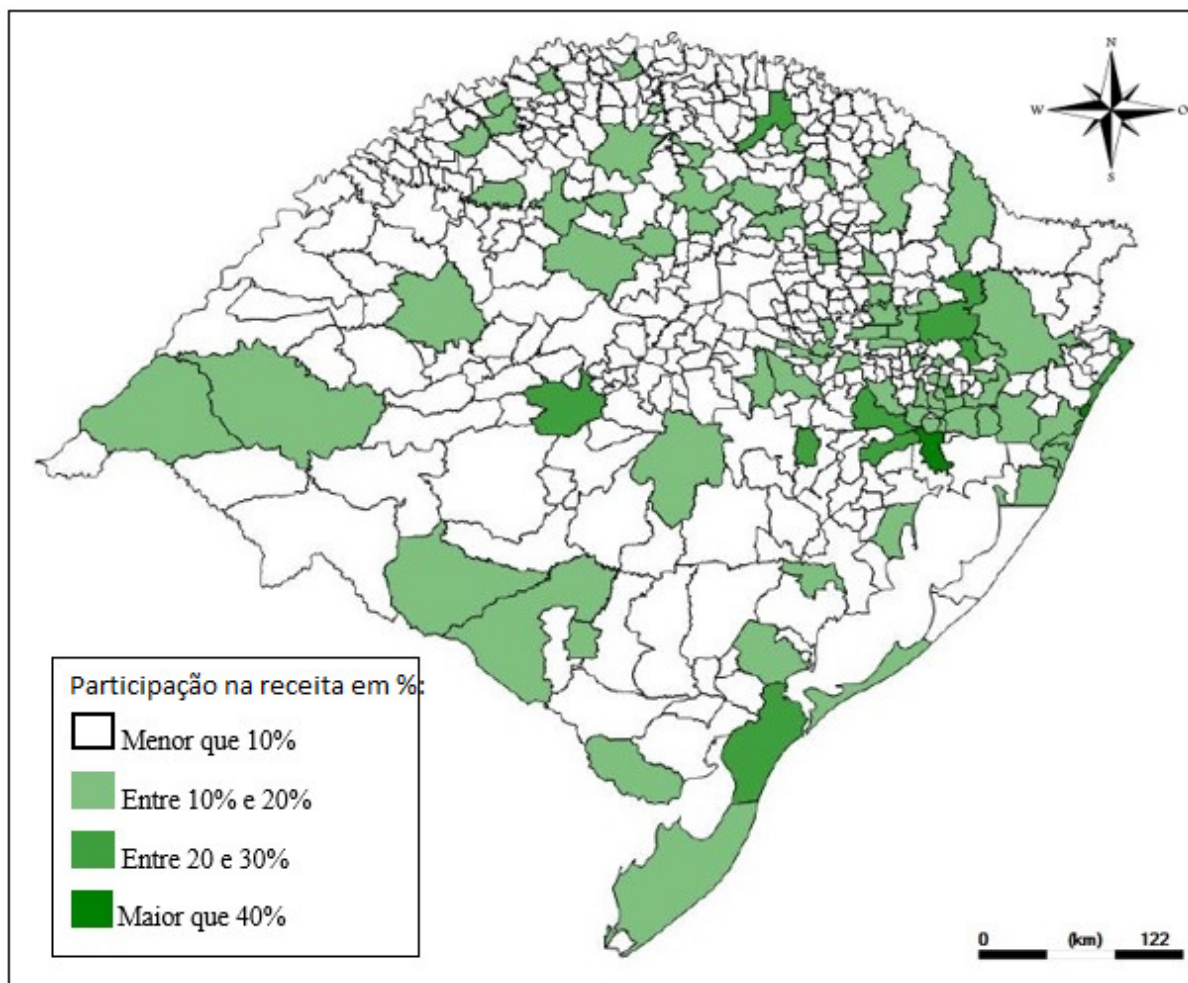 N
W
O
S
Participação na receita em %:
Menor que 10%
Entre 10% e 20%
Entre 20 e 30%
Maior que 40%
0 (km) 122